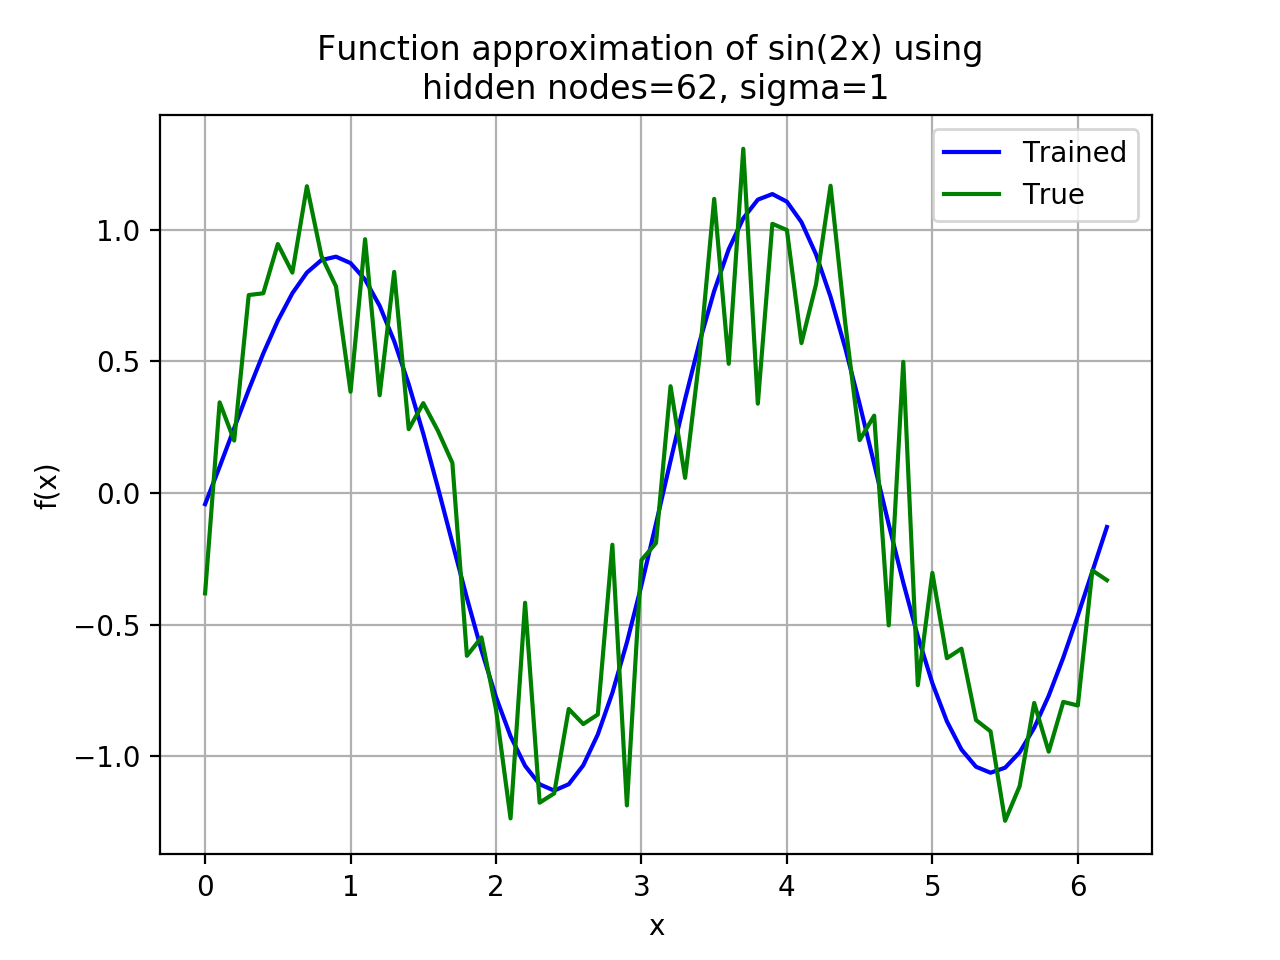 Function approximation of sin(2x) using
hidden nodes=62, sigma=1
Trained
True
1.0
0.5
0.0
−0.5
−1.0
f(x)
0 1 2 3 4 5 6
x